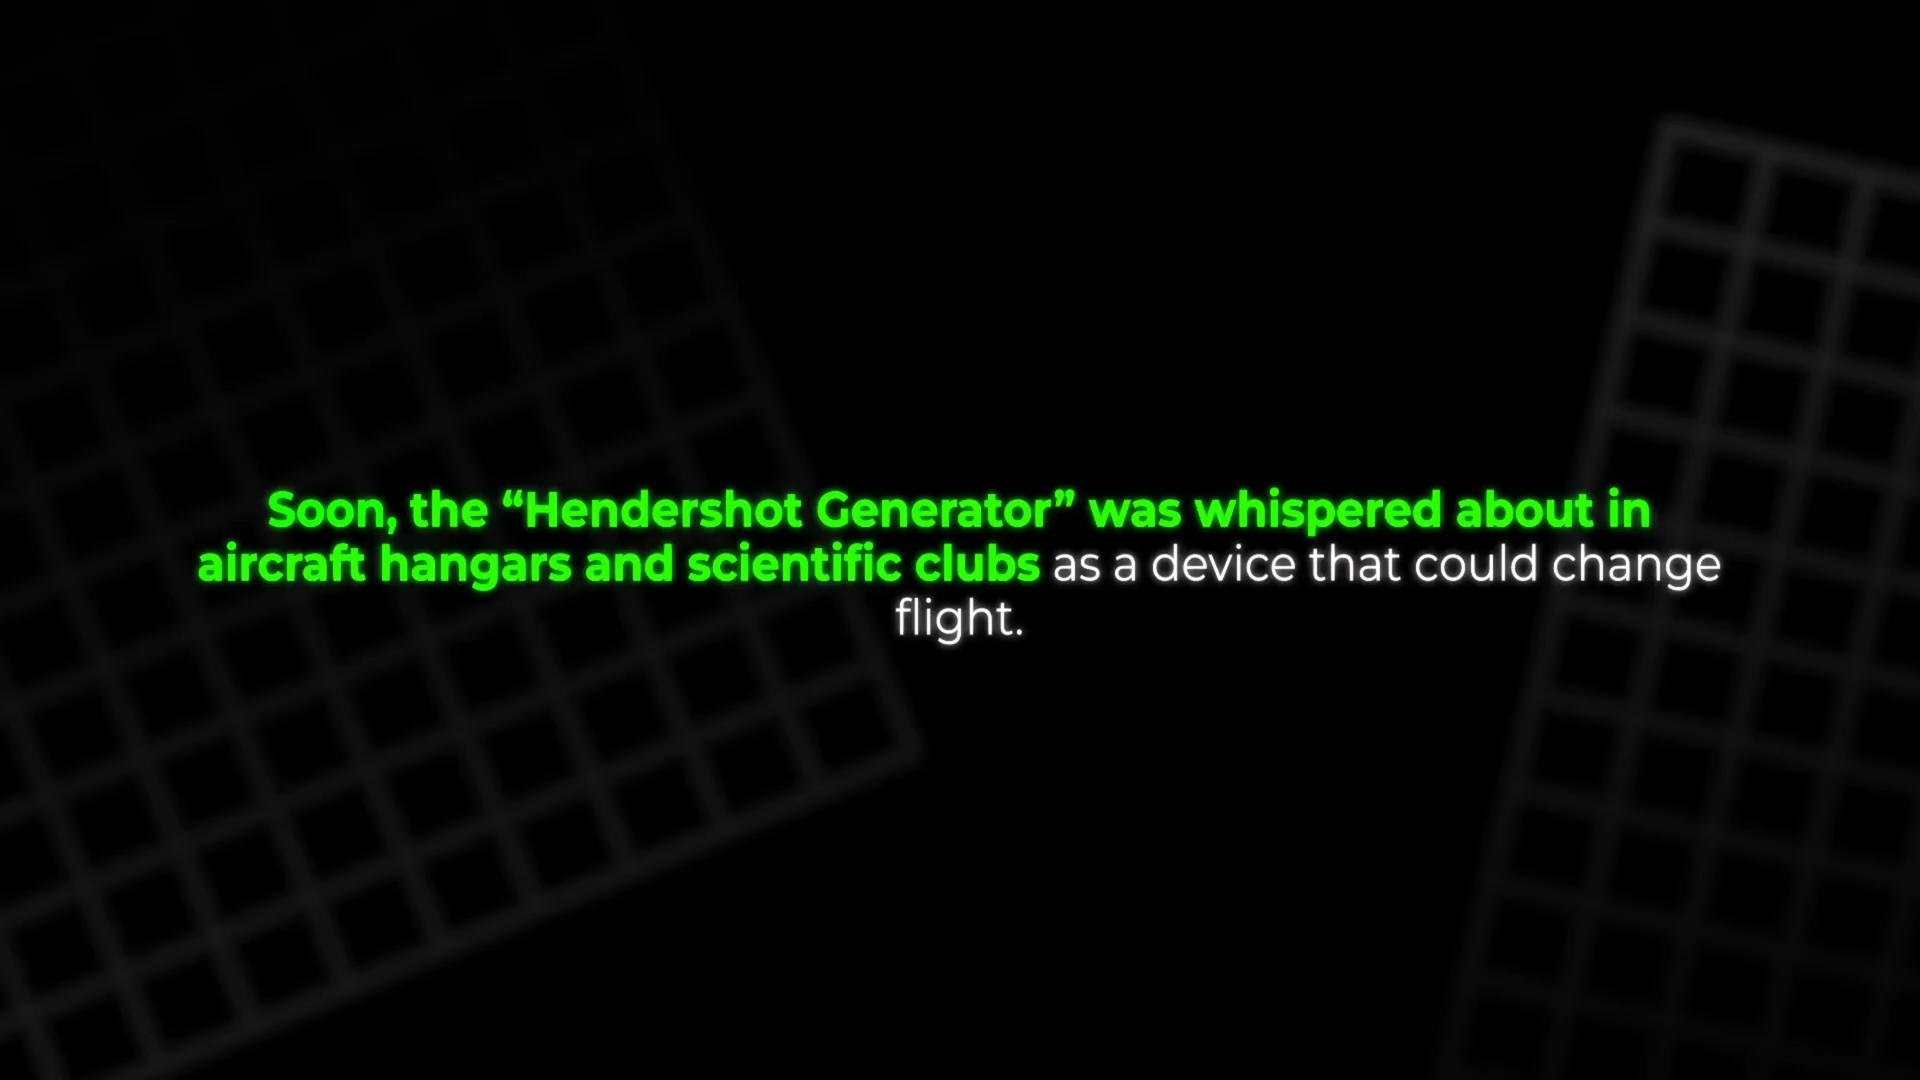 Soon, the “Hendershot Generator” was whispered about in
aircraft hangars and scientific clubs as a device that could change
flight.